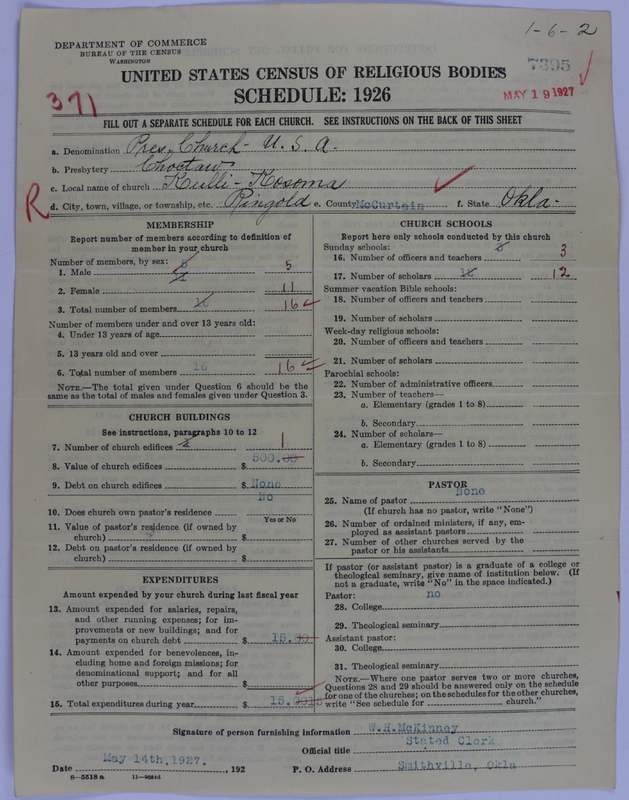 1-6-2
DEPARTMENT OF COMMERCE
BUREAU OF THE CENSUS
WASHINGTON
7395
UNITED STATES CENSUS OF RELIGIOUS BODIES
SCHEDULE: 1926
MAY 19 1927
371
FILL OUT A SEPARATE SCHEDULE FOR EACH CHURCH. SEE INSTRUCTIONS ON THE BACK OF THIS SHEET
a. Denomination Pres. Church - U. S. A.
b. Presbytery Choctaw
c. Local name of church Kulli - Kosoma
R d. City, town, village, or township, etc. Ringold e. County McCurtain f. State Okla.
MEMBERSHIP
Report number of members according to definition of
member in your church
Number of members, by sex:
1. Male 5
2. Female 11
3. Total number of members 16 16
Number of members under and over 13 years old:
4. Under 13 years of age
5. 13 years old and over
6. Total number of members 16 16
NOTE.—The total given under Question 6 should be the
same as the total of males and females given under Question 3.
CHURCH BUILDINGS
See instructions, paragraphs 10 to 12
7. Number of church edifices 1
8. Value of church edifices $ 500.00
9. Debt on church edifices $ None
No
10. Does church own pastor's residence
Yes or No
11. Value of pastor's residence (if owned by
church) $
12. Debt on pastor's residence (if owned by
church) $
EXPENDITURES
Amount expended by your church during last fiscal year
13. Amount expended for salaries, repairs,
and other running expenses; for im-
provements or new buildings; and for
payments on church debt $ 15.00
14. Amount expended for benevolences, in-
cluding home and foreign missions; for
denominational support; and for all
other purposes $
15. Total expenditures during year $ 15.00
CHURCH SCHOOLS
Report here only schools conducted by this church
Sunday schools:
16. Number of officers and teachers 3
17. Number of scholars 12 12
Summer vacation Bible schools:
18. Number of officers and teachers
19. Number of scholars
Week-day religious schools:
20. Number of officers and teachers
21. Number of scholars
Parochial schools:
22. Number of administrative officers
23. Number of teachers—
a. Elementary (grades 1 to 8)
b. Secondary
24. Number of scholars—
a. Elementary (grades 1 to 8)
b. Secondary
PASTOR
25. Name of pastor None
(If church has no pastor, write "None")
26. Number of ordained ministers, if any, em-
ployed as assistant pastors
27. Number of other churches served by the
pastor or his assistants
If pastor (or assistant pastor) is a graduate of a college or
theological seminary, give name of institution below. (If
not a graduate, write "No" in the space indicated.)
Pastor: no
28. College
29. Theological seminary
Assistant pastor:
30. College
31. Theological seminary
NOTE.—Where one pastor serves two or more churches,
Questions 28 and 29 should be answered only on the schedule
for one of the churches; on the schedules for the other churches,
write "See schedule for church."
Signature of person furnishing information W.H.McKinney
Official title Stated Clerk
Date May 14th, 1927. , 192 P. O. Address Smithville, Okla
6—5518 a